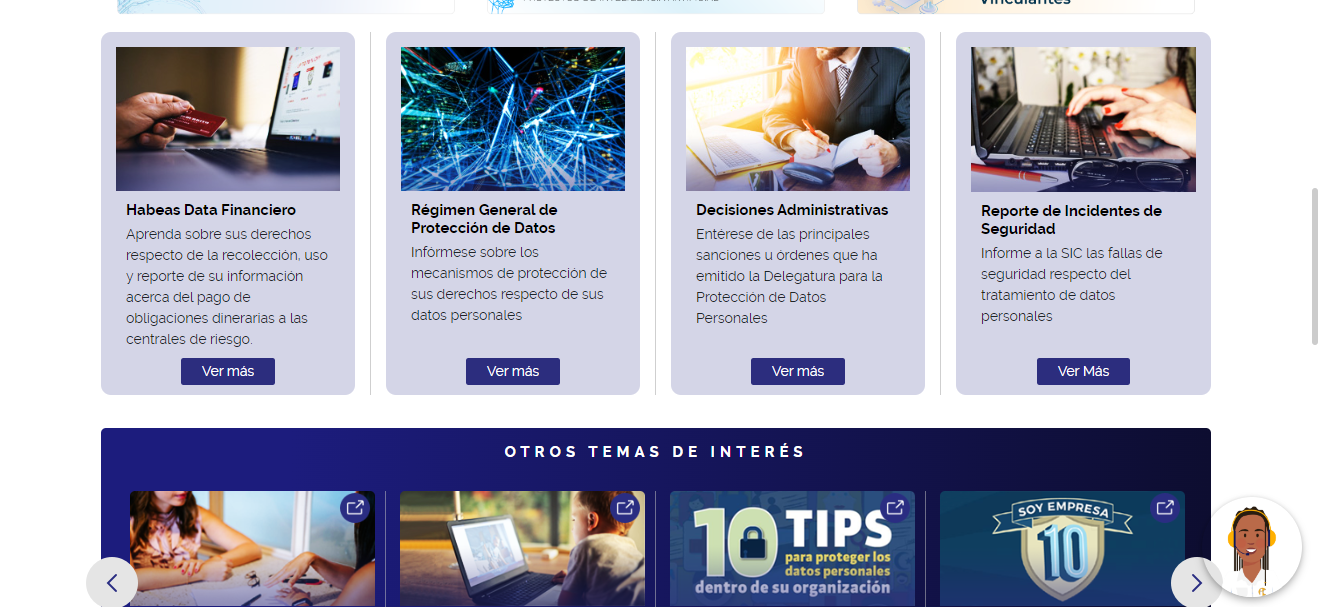 Vinculantes
Habeas Data Financiero
Aprenda sobre sus derechos
respecto de la recolección, uso
y reporte de su información
acerca del pago de
obligaciones dinerarias a las
centrales de riesgo.
Ver más
Régimen General de
Protección de Datos
Infórmese sobre los
mecanismos de protección de
sus derechos respecto de sus
datos personales
Ver más
Decisiones Administrativas
Entérese de las principales
sanciones u órdenes que ha
emitido la Delegatura para la
Protección de Datos
Personales
Ver más
Reporte de Incidentes de
Seguridad
Informe a la SIC las fallas de
seguridad respecto del
tratamiento de datos
personales
Ver Más
OTROS TEMAS DE INTERÉS
10 TIPS
para proteger los
datos personales
dentro de su organización
SOY EMPRESA
10